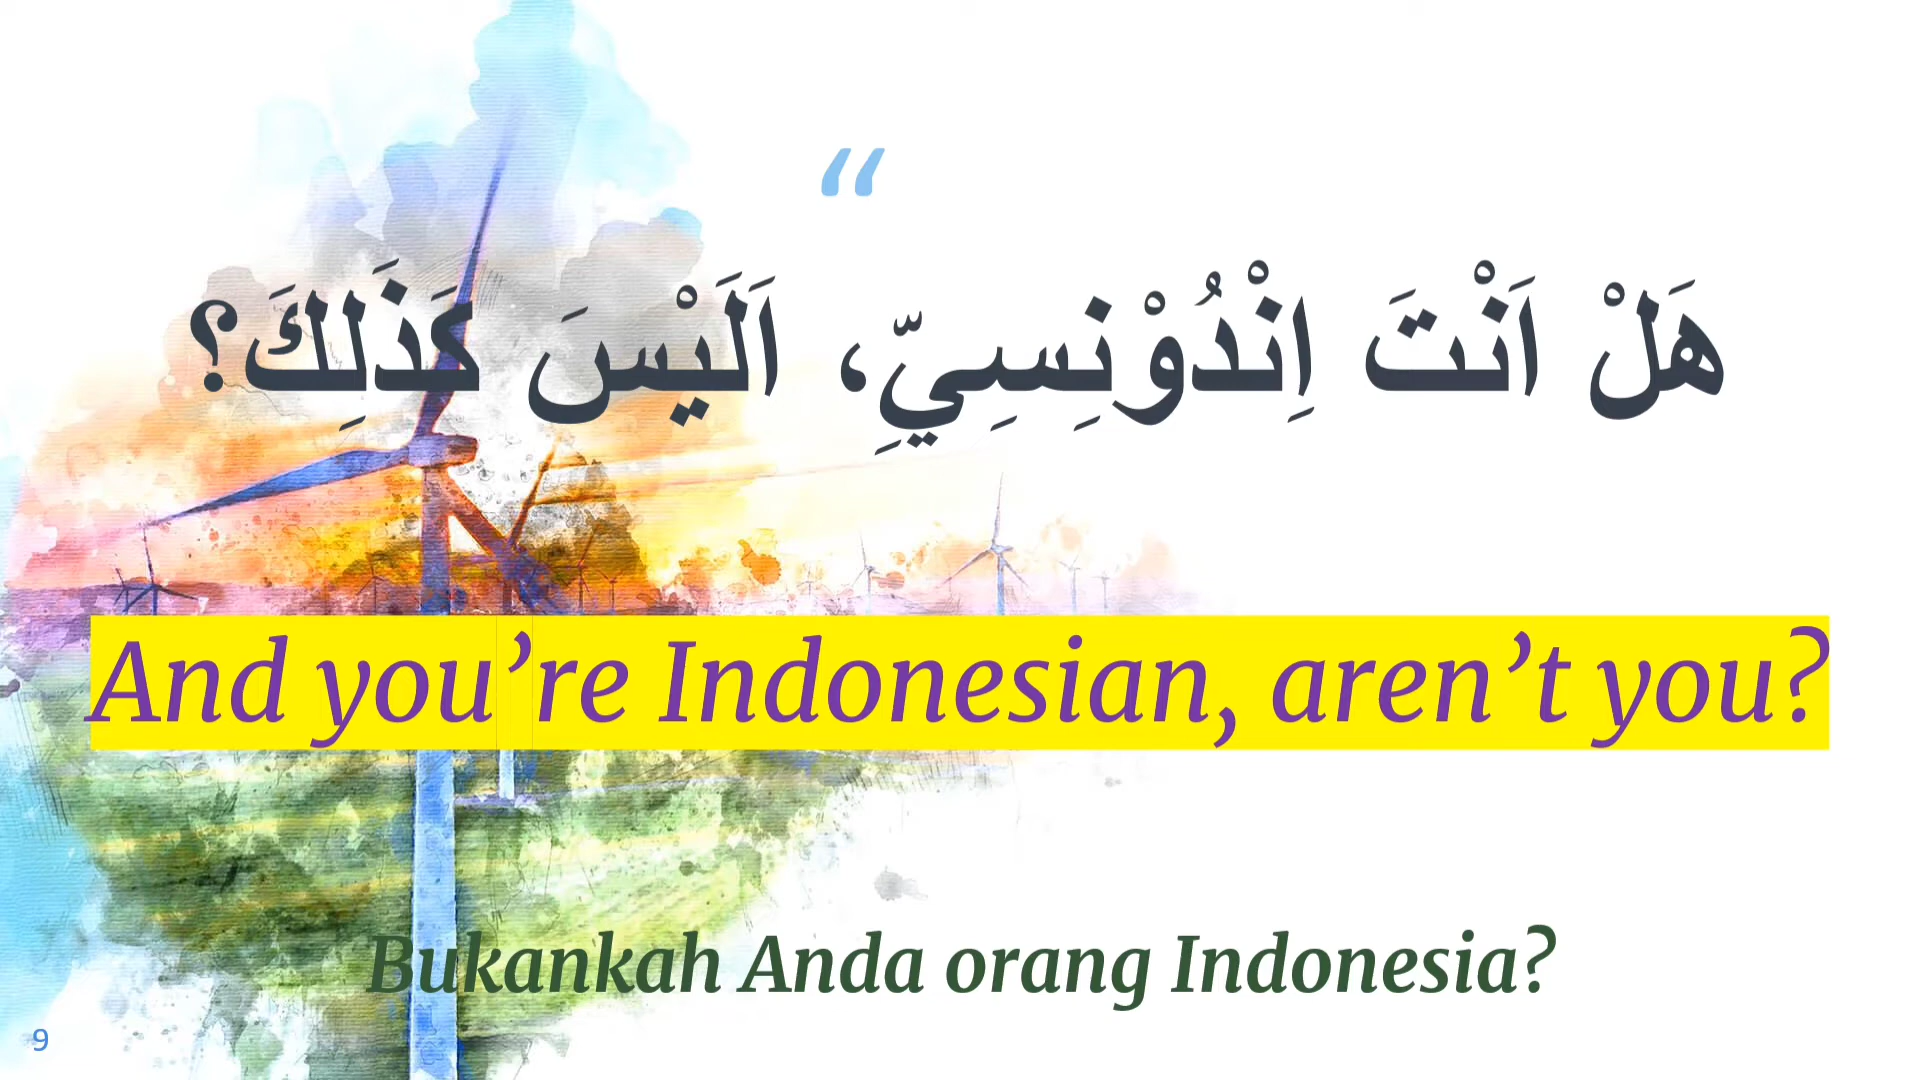 “
هَلْ اَنْتَ اِنْدُوْنِسِيِّ، اَلَيْسَ كَذَلِكَ؟
And you’re Indonesian, aren’t you?
Bukankah Anda orang Indonesia?
9